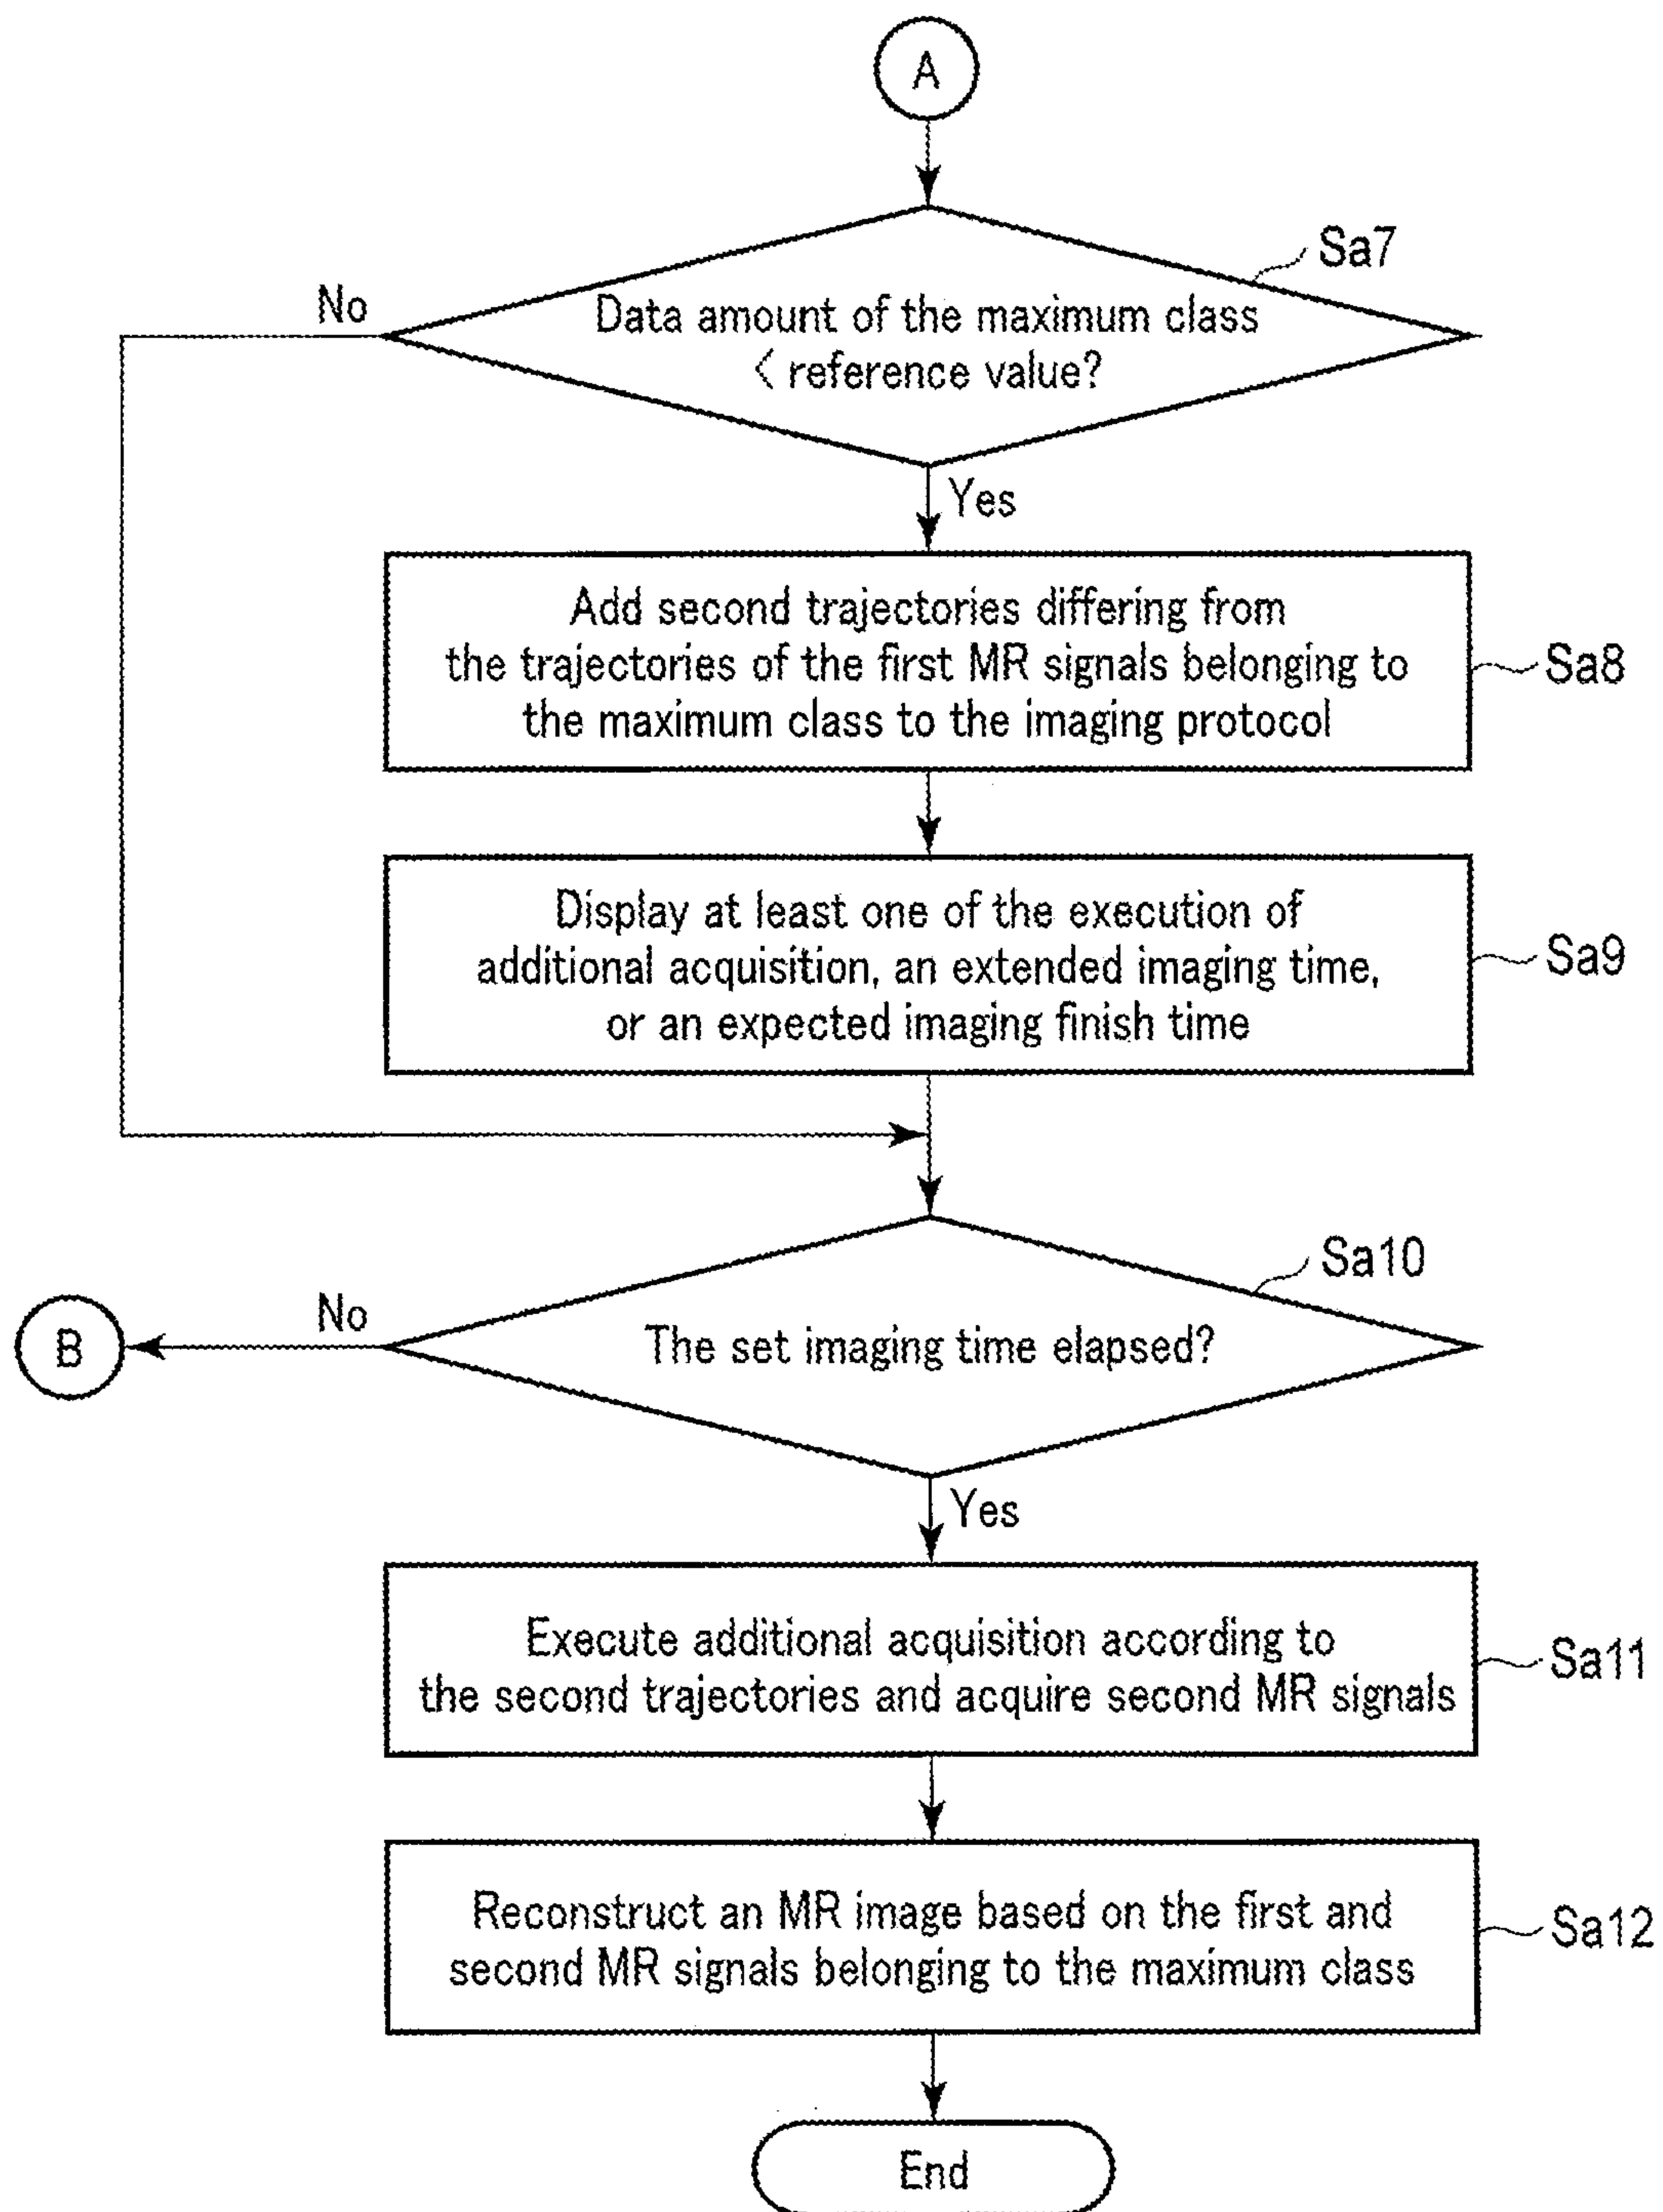 A
Sa7
No
Data amount of the maximum class
< reference value?
Yes
Add second trajectories differing from
the trajectories of the first MR signals belonging to
the maximum class to the imaging protocol
Sa8
Display at least one of the execution of
additional acquisition, an extended imaging time,
or an expected imaging finish time
Sa9
Sa10
No
B
The set imaging time elapsed?
Yes
Execute additional acquisition according to
the second trajectories and acquire second MR signals
Sa11
Reconstruct an MR image based on the first and
second MR signals belonging to the maximum class
Sa12
End